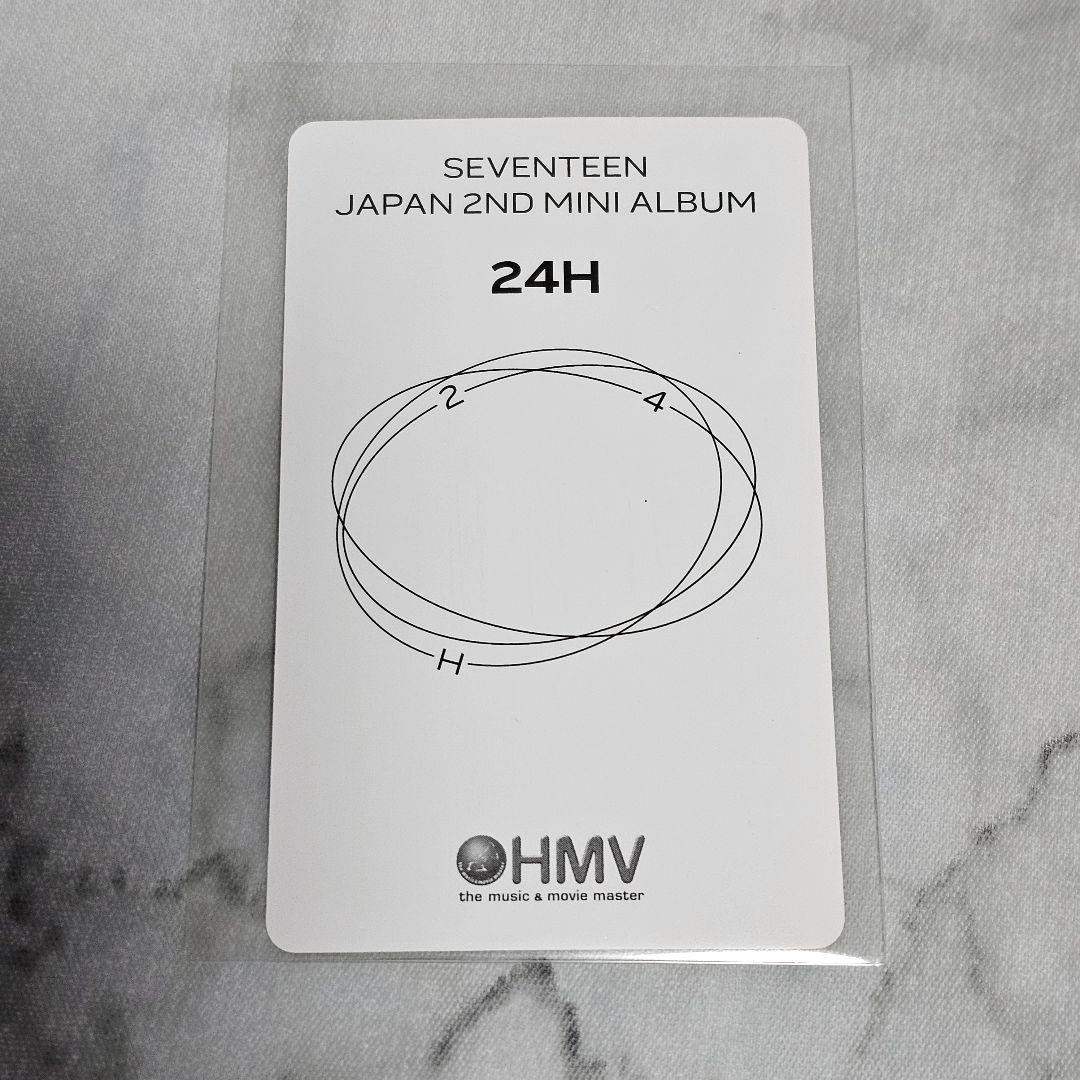 SEVENTEEN
JAPAN 2ND MINI ALBUM
24H
2
4
H
HMV
the music & movie master